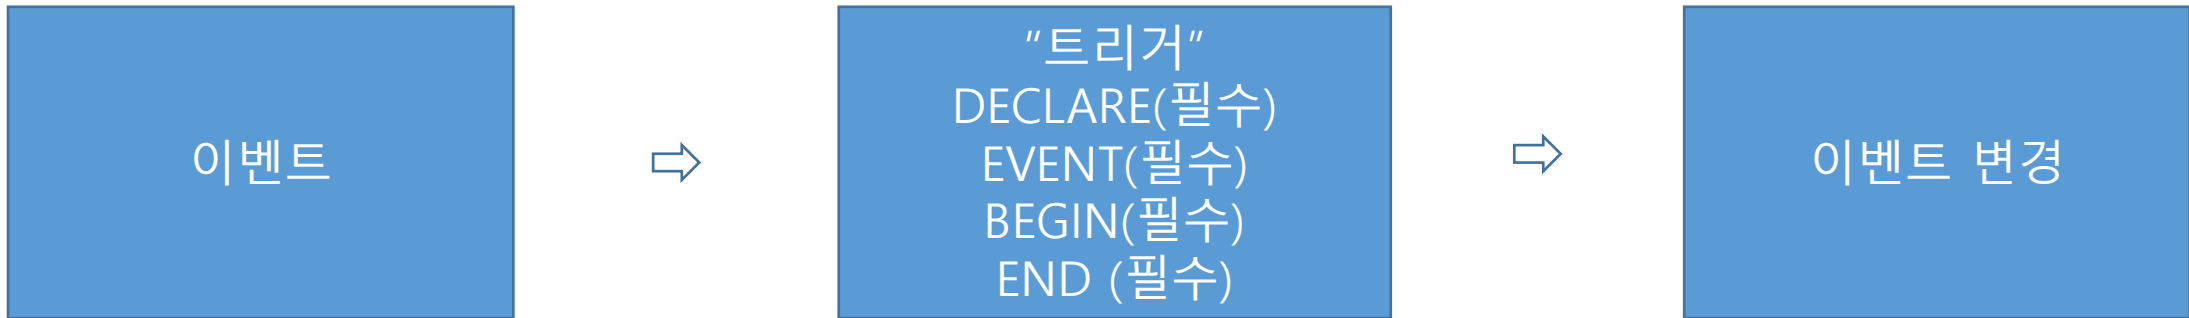 이벤트
"트리거"
DECLARE(필수)
EVENT(필수)
BEGIN(필수)
END (필수)
이벤트 변경